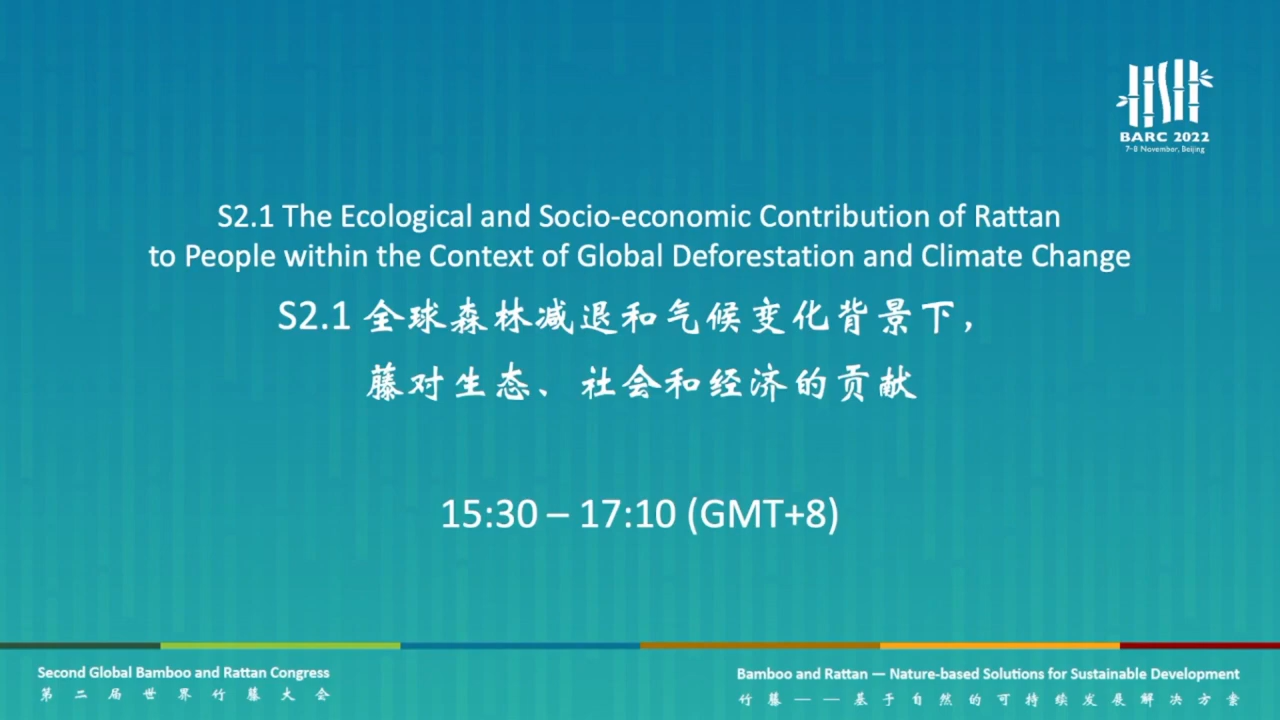 BARC 2022
7-8 November, Beijing
S2.1 The Ecological and Socio-economic Contribution of Rattan
to People within the Context of Global Deforestation and Climate Change
S2.1 全球森林减退和气候变化背景下，
藤对生态、社会和经济的贡献
15:30 – 17:10 (GMT+8)
Second Global Bamboo and Rattan Congress
第二届世界竹藤大会
Bamboo and Rattan — Nature-based Solutions for Sustainable Development
竹藤——基于自然的可持续发展解决方案